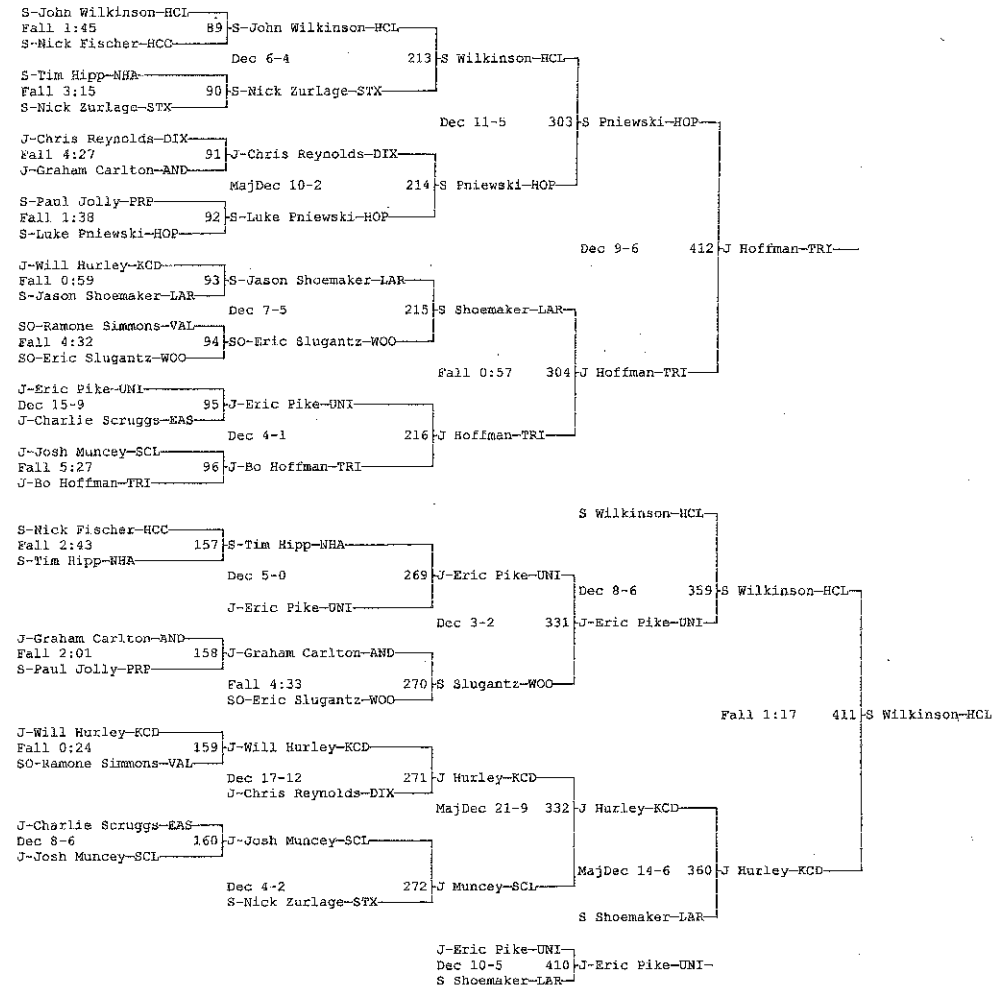 S-John Wilkinson-HCL
Fall 1:45 89 S-John Wilkinson-HCL
S-Nick Fischer-HCC
Dec 6-4 213 S Wilkinson-HCL
S-Tim Hipp-NHA
Fall 3:15 90 S-Nick Zurlage-STX
S-Nick Zurlage-STX
Dec 11-5 303 S Pniewski-HOP
J-Chris Reynolds-DIX
Fall 4:27 91 J-Chris Reynolds-DIX
J-Graham Carlton-AND
MajDec 10-2 214 S Pniewski-HOP
S-Paul Jolly-PRP
Fall 1:38 92 S-Luke Pniewski-HOP
S-Luke Pniewski-HOP
Dec 9-6 412 J Hoffman-TRI
J-Will Hurley-KCD
Fall 0:59 93 S-Jason Shoemaker-LAR
S-Jason Shoemaker-LAR
Dec 7-5 215 S Shoemaker-LAR
SO-Ramone Simmons-VAL
Fall 4:32 94 SO-Eric Slugantz-WOO
SO-Eric Slugantz-WOO
Fall 0:57 304 J Hoffman-TRI
J-Eric Pike-UNI
Dec 15-9 95 J-Eric Pike-UNI
J-Charlie Scruggs-EAS
Dec 4-1 216 J Hoffman-TRI
J-Josh Muncey-SCL
Fall 5:27 96 J-Bo Hoffman-TRI
J-Bo Hoffman-TRI
S Wilkinson-HCL
S-Nick Fischer-HCC
Fall 2:43 157 S-Tim Hipp-NHA
S-Tim Hipp-NHA
Dec 5-0 269 J-Eric Pike-UNI
Dec 8-6 359 S Wilkinson-HCL
J-Eric Pike-UNI
Dec 3-2 331 J-Eric Pike-UNI
J-Graham Carlton-AND
Fall 2:01 158 J-Graham Carlton-AND
S-Paul Jolly-PRP
Fall 4:33 270 S Slugantz-WOO
SO-Eric Slugantz-WOO
Fall 1:17 411 S Wilkinson-HCL
J-Will Hurley-KCD
Fall 0:24 159 J-Will Hurley-KCD
SO-Ramone Simmons-VAL
Dec 17-12 271 J Hurley-KCD
J-Chris Reynolds-DIX
MajDec 21-9 332 J Hurley-KCD
J-Charlie Scruggs-EAS
Dec 8-6 160 J-Josh Muncey-SCL
J-Josh Muncey-SCL
MajDec 14-6 360 J Hurley-KCD
Dec 4-2 272 J Muncey-SCL
S-Nick Zurlage-STX
S Shoemaker-LAR
J-Eric Pike-UNI
Dec 10-5 410 J-Eric Pike-UNI
S Shoemaker-LAR